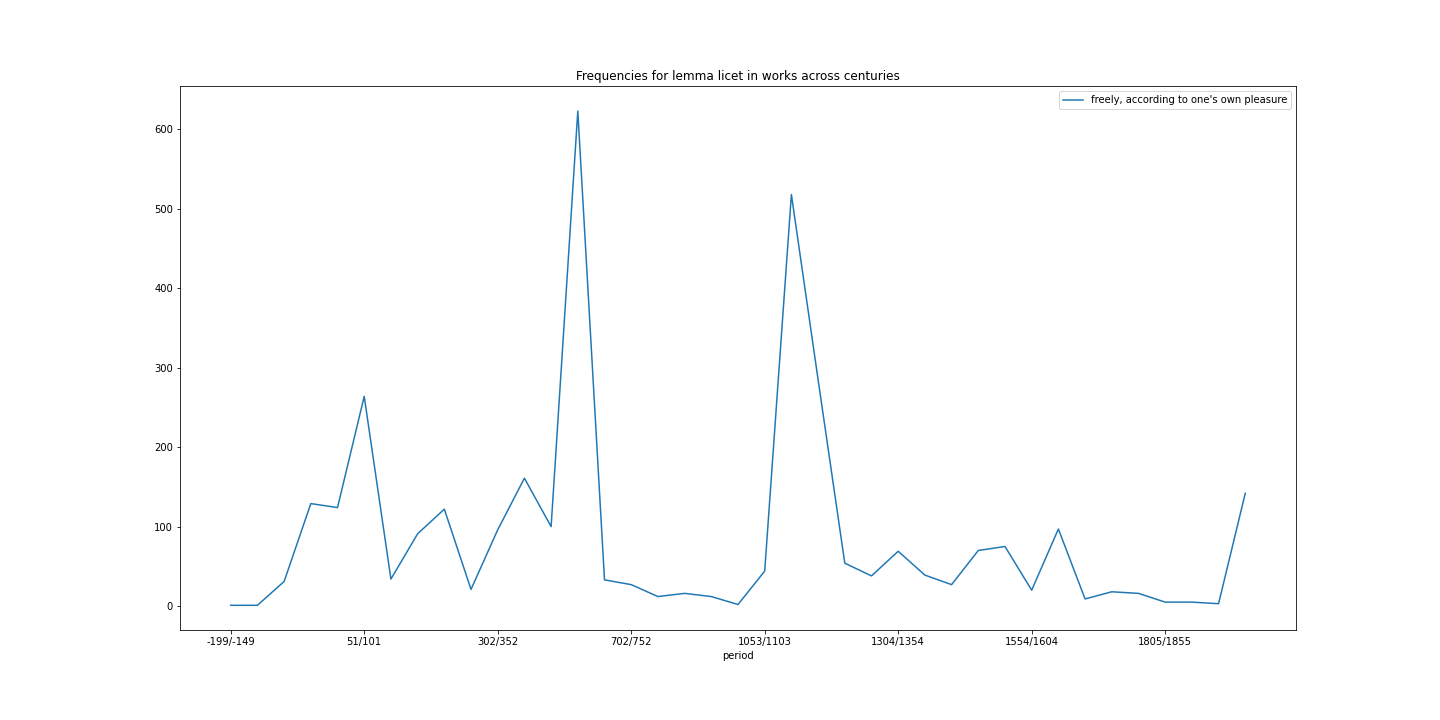 Frequencies for lemma licet in works across centuries
freely, according to one's own pleasure
600
500
400
300
200
100
0
-199/-149 51/101 302/352 702/752 1053/1103 1304/1354 1554/1604 1805/1855
period